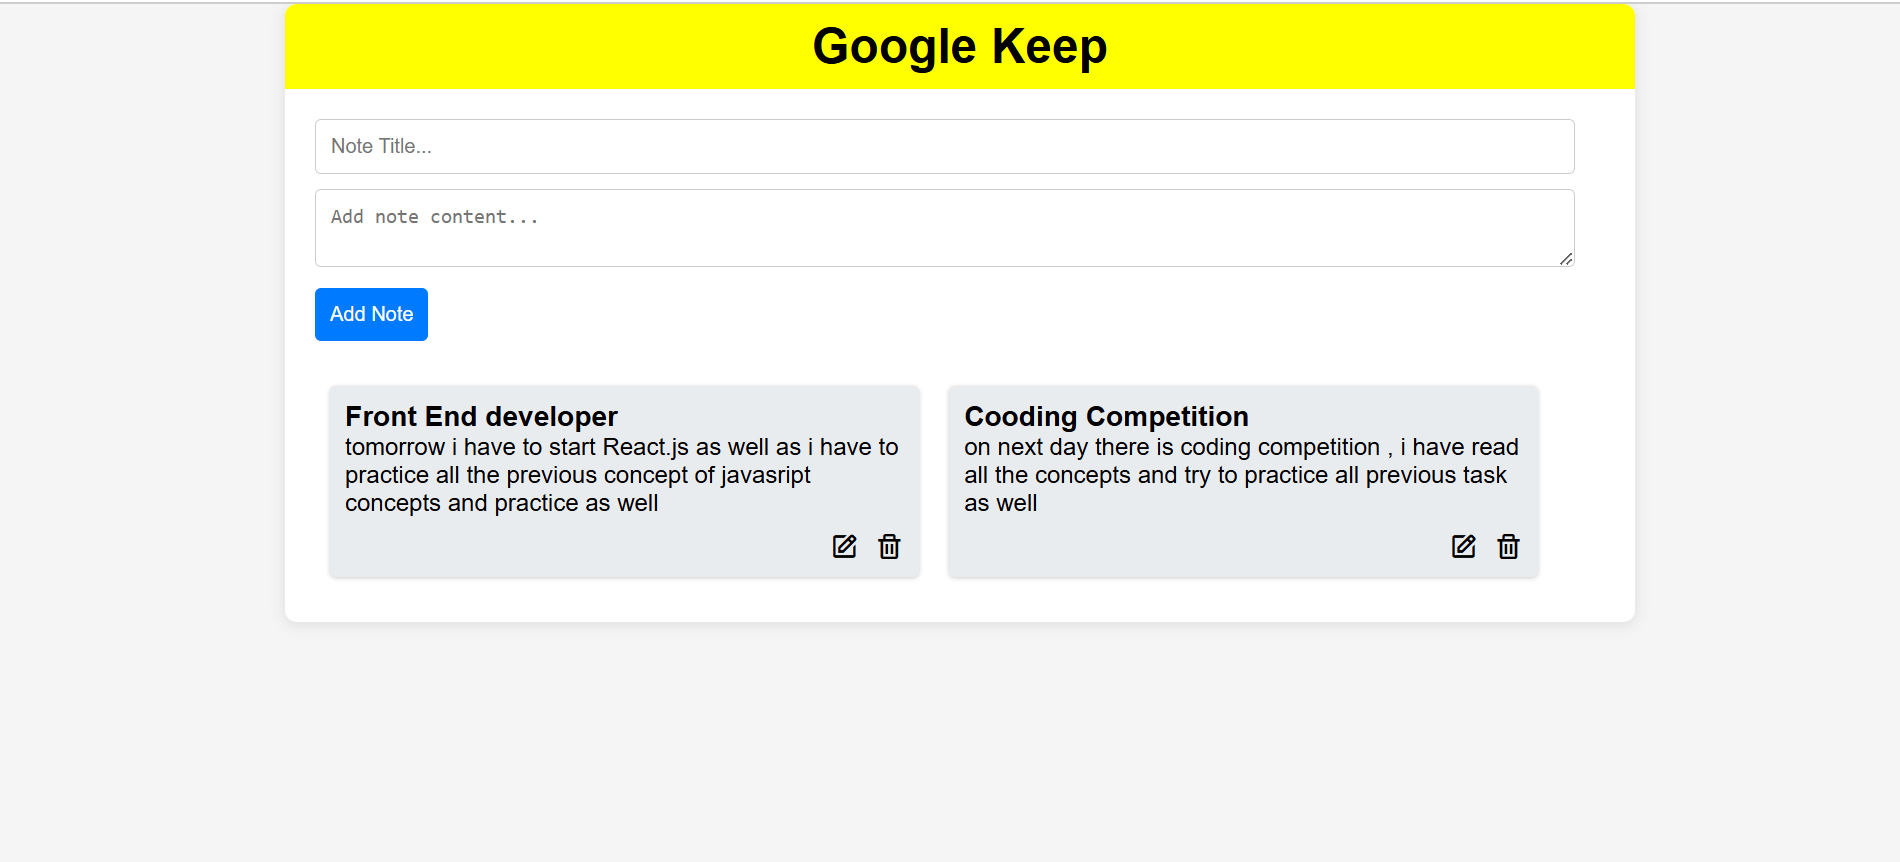 Google Keep
Note Title...
Add note content...
Add Note
Front End developer
tomorrow i have to start React.js as well as i have to
practice all the previous concept of javasript
concepts and practice as well
Cooding Competition
on next day there is coding competition , i have read
all the concepts and try to practice all previous task
as well